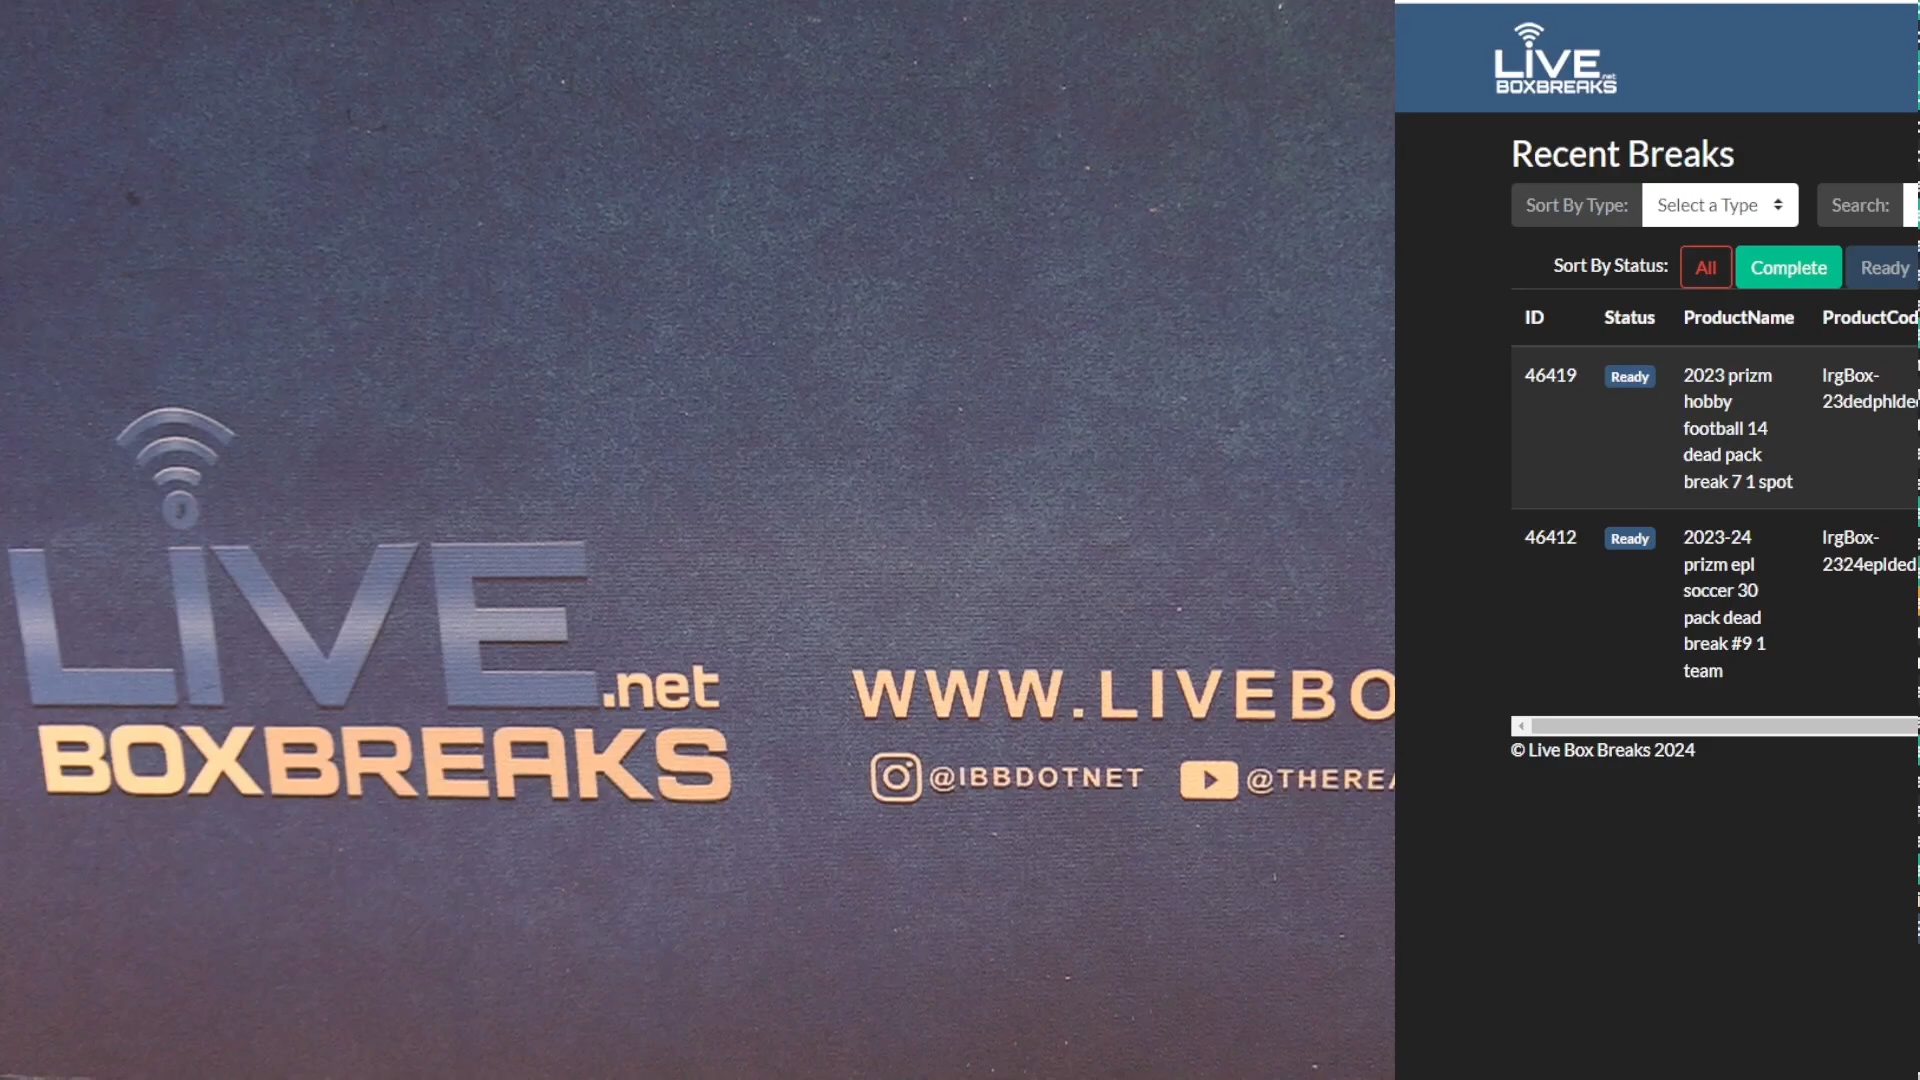 LIVE.net
BOXBREAKS
WWW.LIVEBO
@IBBDOTNET
@THEREA
LIVE.net
BOXBREAKS
Recent Breaks
Sort By Type: Select a Type Search:
Sort By Status: All Complete Ready
ID Status ProductName ProductCod
46419 Ready 2023 prizm IrgBox-
hobby 23dedphlde
football 14
dead pack
break 7 1 spot
46412 Ready 2023-24 IrgBox-
prizm epl 2324eplded
soccer 30
pack dead
break #9 1
team
© Live Box Breaks 2024